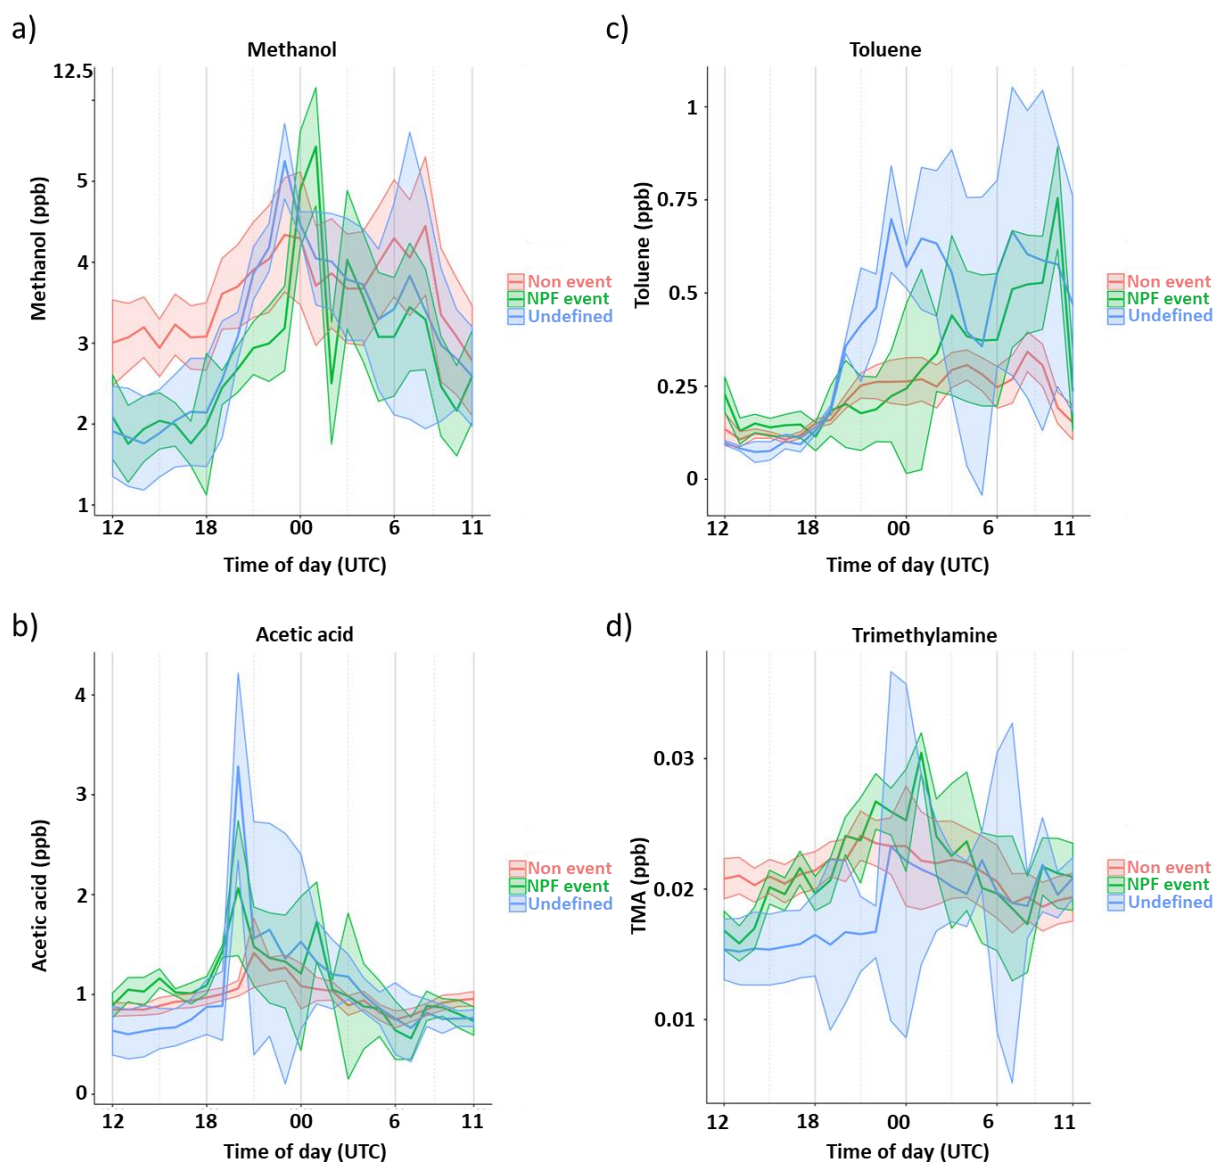 a)
Methanol
12.5
5
4
3
2
1
Methanol (ppb)
12 18 00 6 11
Time of day (UTC)
Non event
NPF event
Undefined
c)
Toluene
1
0.75
0.5
0.25
0
Toluene (ppb)
12 18 00 6 11
Time of day (UTC)
Non event
NPF event
Undefined
b)
Acetic acid
4
3
2
1
0
Acetic acid (ppb)
12 18 00 6 11
Time of day (UTC)
Non event
NPF event
Undefined
d)
Trimethylamine
0.03
0.02
0.01
TMA (ppb)
12 18 00 6 11
Time of day (UTC)
Non event
NPF event
Undefined